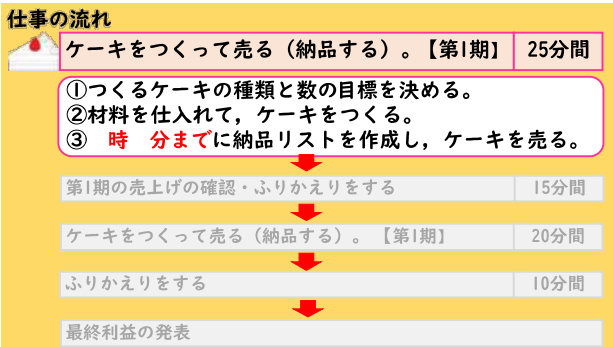 仕事の流れ
ケーキをつくって売る（納品する）。【第1期】 25分間
①つくるケーキの種類と数の目標を決める。
②材料を仕入れて，ケーキをつくる。
③　時　分までに納品リストを作成し，ケーキを売る。
第1期の売上げの確認・ふりかえりをする 15分間
ケーキをつくって売る（納品する）。【第1期】 20分間
ふりかえりをする 10分間
最終利益の発表